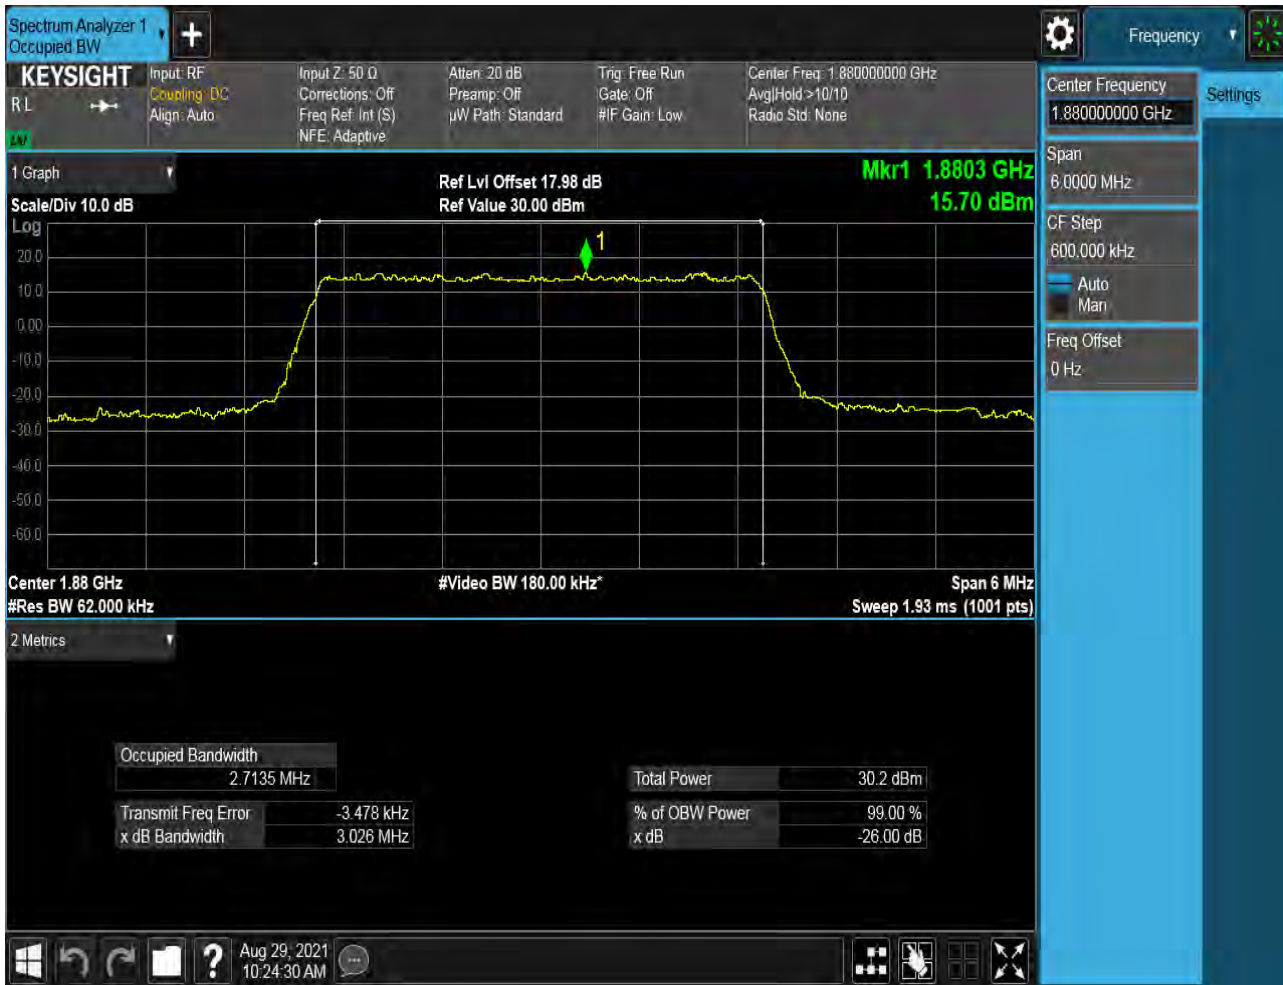 Spectrum Analyzer 1
Occupied BW
Frequency
KEYSIGHT
R L
Input: RF
Coupling: DC
Align: Auto
Input Z: 50 Ω
Corrections: Off
Freq Ref: Int (S)
NFE: Adaptive
Atten: 20 dB
Preamp: Off
µW Path: Standard
Trig: Free Run
Gate: Off
#IF Gain: Low
Center Freq: 1.880000000 GHz
Avg|Hold:>10/10
Radio Std: None
Center Frequency
1.880000000 GHz
Settings
Span
6.0000 MHz
CF Step
600.000 kHz
Auto
Man
Freq Offset
0 Hz
1 Graph
Scale/Div 10.0 dB
Ref Lvl Offset 17.98 dB
Ref Value 30.00 dBm
Mkr1 1.8803 GHz
15.70 dBm
Log
1
20.0
10.0
0.00
-10.0
-20.0
-30.0
-40.0
-50.0
-60.0
Center 1.88 GHz
#Video BW 180.00 kHz*
Span 6 MHz
#Res BW 62.000 kHz
Sweep 1.93 ms (1001 pts)
2 Metrics
Occupied Bandwidth
2.7135 MHz
Total Power 30.2 dBm
Transmit Freq Error -3.478 kHz
% of OBW Power 99.00 %
x dB Bandwidth 3.026 MHz
x dB -26.00 dB
?
Aug 29, 2021
10:24:30 AM